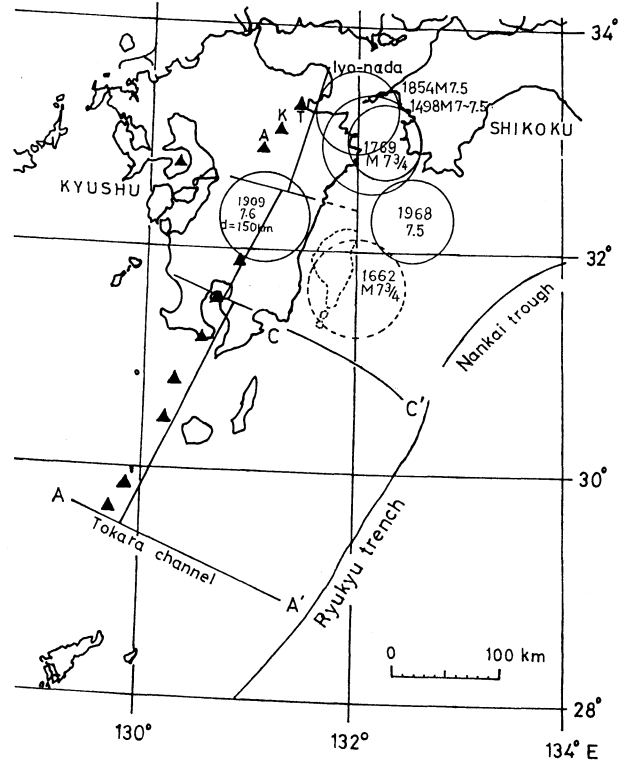 34°
Iyo-nada
1854M7.5
1498M7~7.5
K T
A
SHIKOKU
1769
M 7¾
KYUSHU
1909
7.6
d=150km
1968
7.5
32°
1662
M7¾
Nankai trough
C
C'
30°
A
Tokara channel
A'
Ryukyu trench
0 100 km
28°
130° 132° 134° E